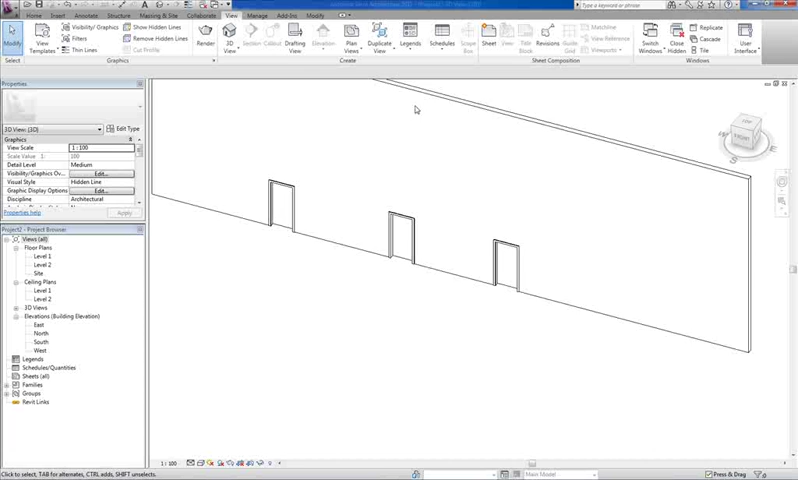 Home Insert Annotate Structure Massing & Site Collaborate View Manage Add-Ins Modify
Modify
View Templates
Visibility/ Graphics
Filters
Thin Lines
Show Hidden Lines
Remove Hidden Lines
Cut Profile
Render
3D View
Section
Callout
Drafting View
Elevation
Plan Views
Duplicate View
Legends
Schedules
Scope Box
Sheet
View
Revisions
Guide Grid
Matchline
View Reference
Viewports
Switch Windows
Close Hidden
Replicate
Cascade
Tile
User Interface
Select Graphics Create Sheet Composition Windows
Properties
3D View: {3D} Edit Type
Graphics
View Scale 1 : 100
Scale Value 1: 100
Detail Level Medium
Visibility/Graphics Ov... Edit...
Visual Style Hidden Line
Graphic Display Options Edit...
Discipline Architectural
Properties help Apply
Project2 - Project Browser
Views (all)
Floor Plans
Level 1
Level 2
Site
Ceiling Plans
Level 1
Level 2
3D Views
Elevations (Building Elevation)
East
North
South
West
Legends
Schedules/Quantities
Sheets (all)
Families
Groups
Revit Links
S
E
1 : 100
Click to select, TAB for alternates, CTRL adds, SHIFT unselects.
Main Model
Press & Drag
:0